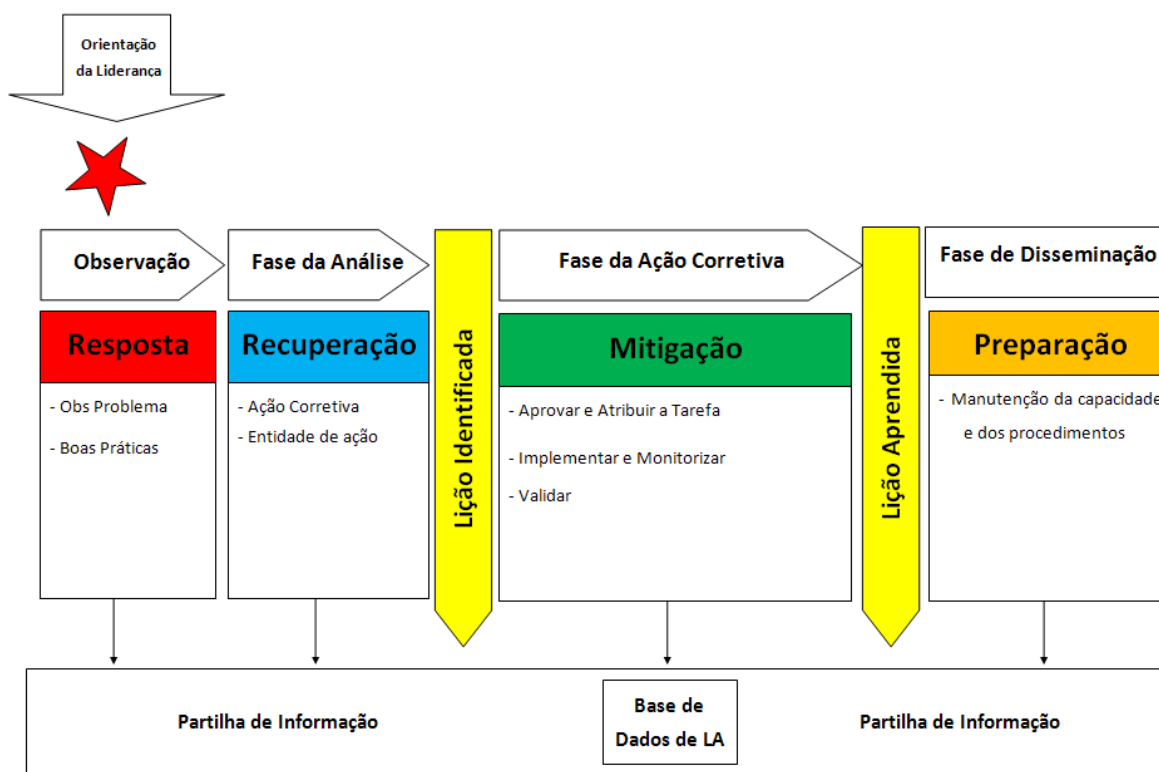 Orientação
da Liderança
Observação
Fase da Análise
Fase da Ação Corretiva
Fase de Disseminação
Resposta
Recuperação
Mitigação
Preparação
- Obs Problema
- Boas Práticas
- Ação Corretiva
- Entidade de ação
Lição Identificada
- Aprovar e Atribuir a Tarefa
- Implementar e Monitorizar
- Validar
Lição Aprendida
- Manutenção da capacidade
e dos procedimentos
Partilha de Informação
Base de
Dados de LA
Partilha de Informação